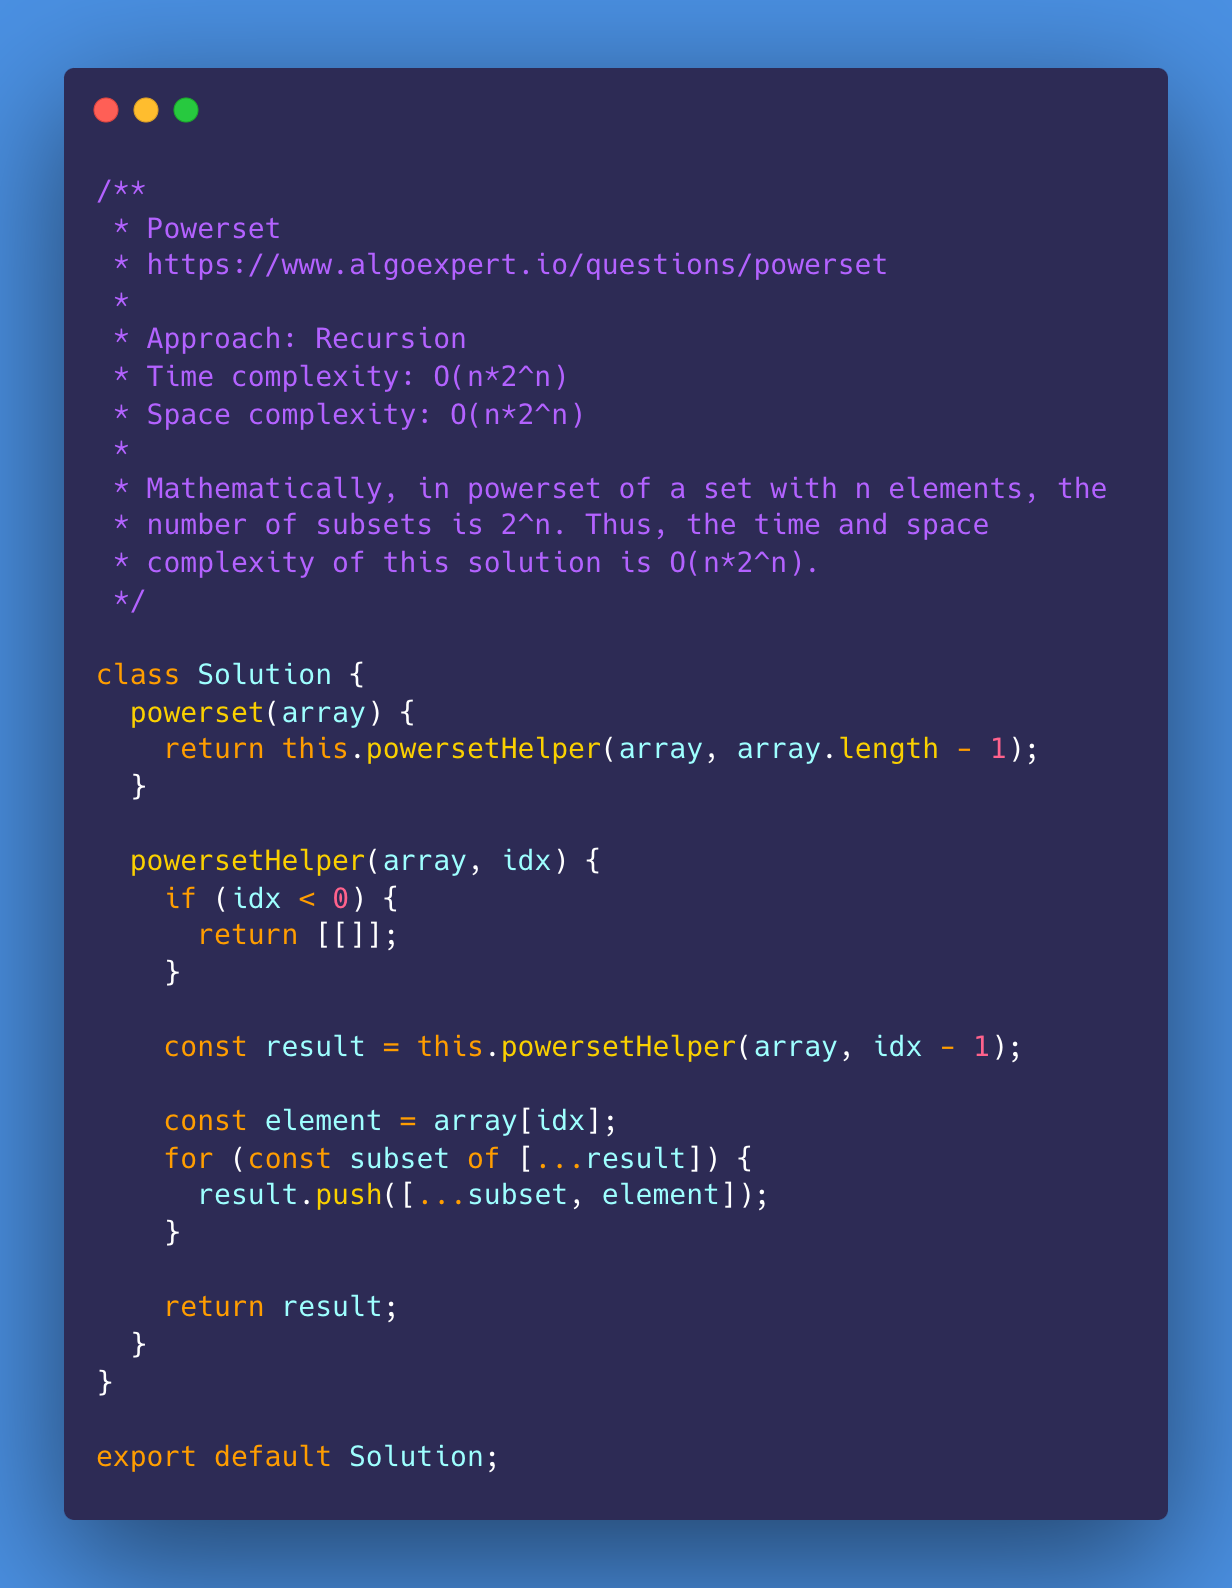 /**
 * Powerset
 * https://www.algoexpert.io/questions/powerset
 *
 * Approach: Recursion
 * Time complexity: O(n*2^n)
 * Space complexity: O(n*2^n)
 *
 * Mathematically, in powerset of a set with n elements, the
 * number of subsets is 2^n. Thus, the time and space
 * complexity of this solution is O(n*2^n).
 */

class Solution {
  powerset(array) {
    return this.powersetHelper(array, array.length - 1);
  }

  powersetHelper(array, idx) {
    if (idx < 0) {
      return [[]];
    }

    const result = this.powersetHelper(array, idx - 1);

    const element = array[idx];
    for (const subset of [...result]) {
      result.push([...subset, element]);
    }

    return result;
  }
}

export default Solution;